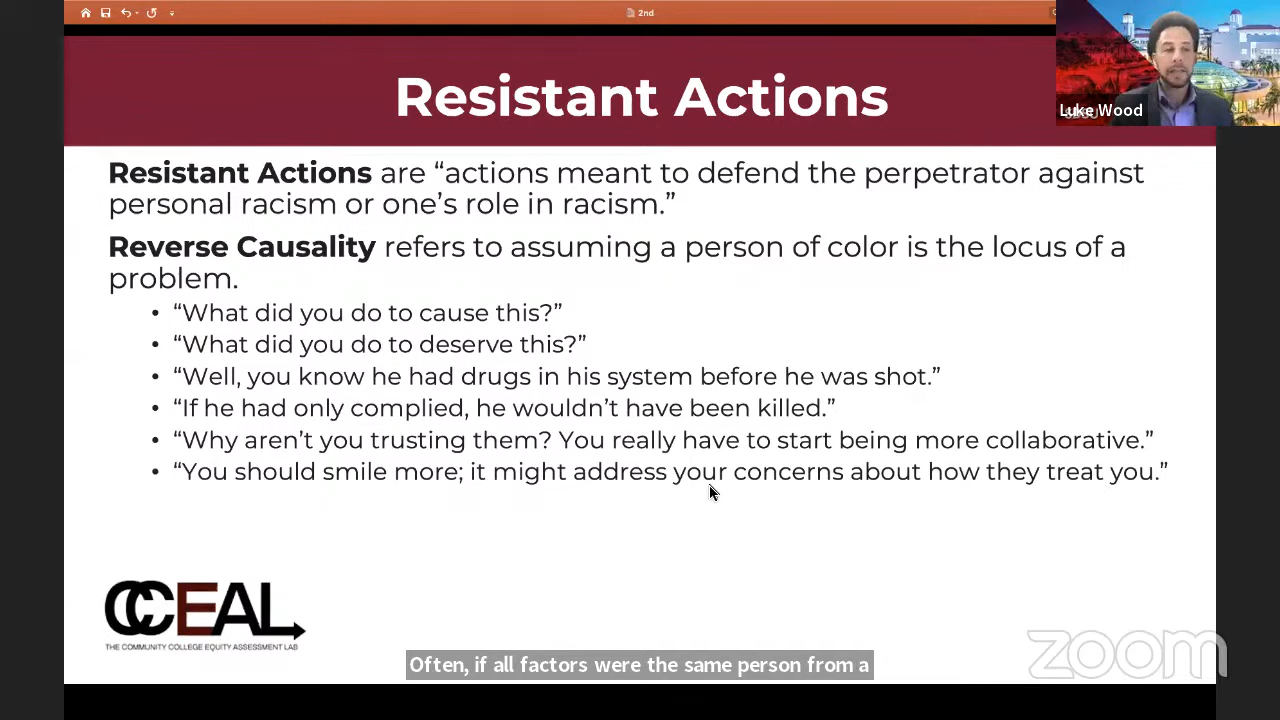 2nd
Resistant Actions
Luke Wood
Resistant Actions are “actions meant to defend the perpetrator against
personal racism or one’s role in racism.”
Reverse Causality refers to assuming a person of color is the locus of a
problem.
• “What did you do to cause this?”
• “What did you do to deserve this?”
• “Well, you know he had drugs in his system before he was shot.”
• “If he had only complied, he wouldn’t have been killed.”
• “Why aren’t you trusting them? You really have to start being more collaborative.”
• “You should smile more; it might address your concerns about how they treat you.”
CCEAL
THE COMMUNITY COLLEGE EQUITY ASSESSMENT LAB
Often, if all factors were the same person from a
zoom